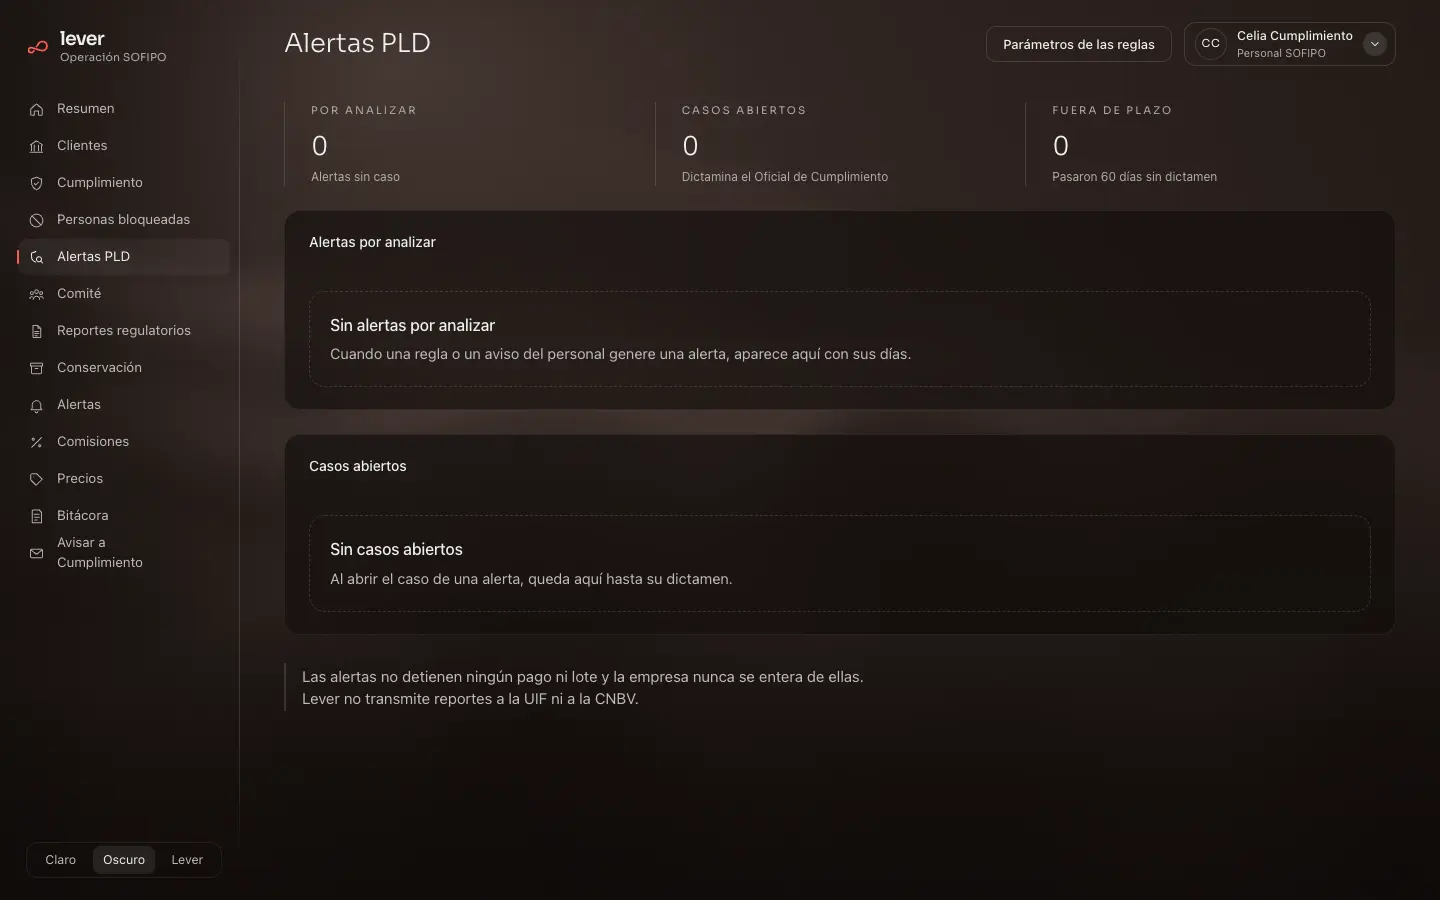 lever
Operación SOFIPO
Resumen
Clientes
Cumplimiento
Personas bloqueadas
Alertas PLD
Comité
Reportes regulatorios
Conservación
Alertas
Comisiones
Precios
Bitácora
Avisar a
Cumplimiento
Claro
Oscuro
Lever
Alertas PLD
Parámetros de las reglas
CC
Celia Cumplimiento
Personal SOFIPO
POR ANALIZAR
0
Alertas sin caso
CASOS ABIERTOS
0
Dictamina el Oficial de Cumplimiento
FUERA DE PLAZO
0
Pasaron 60 días sin dictamen
Alertas por analizar
Sin alertas por analizar
Cuando una regla o un aviso del personal genere una alerta, aparece aquí con sus días.
Casos abiertos
Sin casos abiertos
Al abrir el caso de una alerta, queda aquí hasta su dictamen.
Las alertas no detienen ningún pago ni lote y la empresa nunca se entera de ellas.
Lever no transmite reportes a la UIF ni a la CNBV.